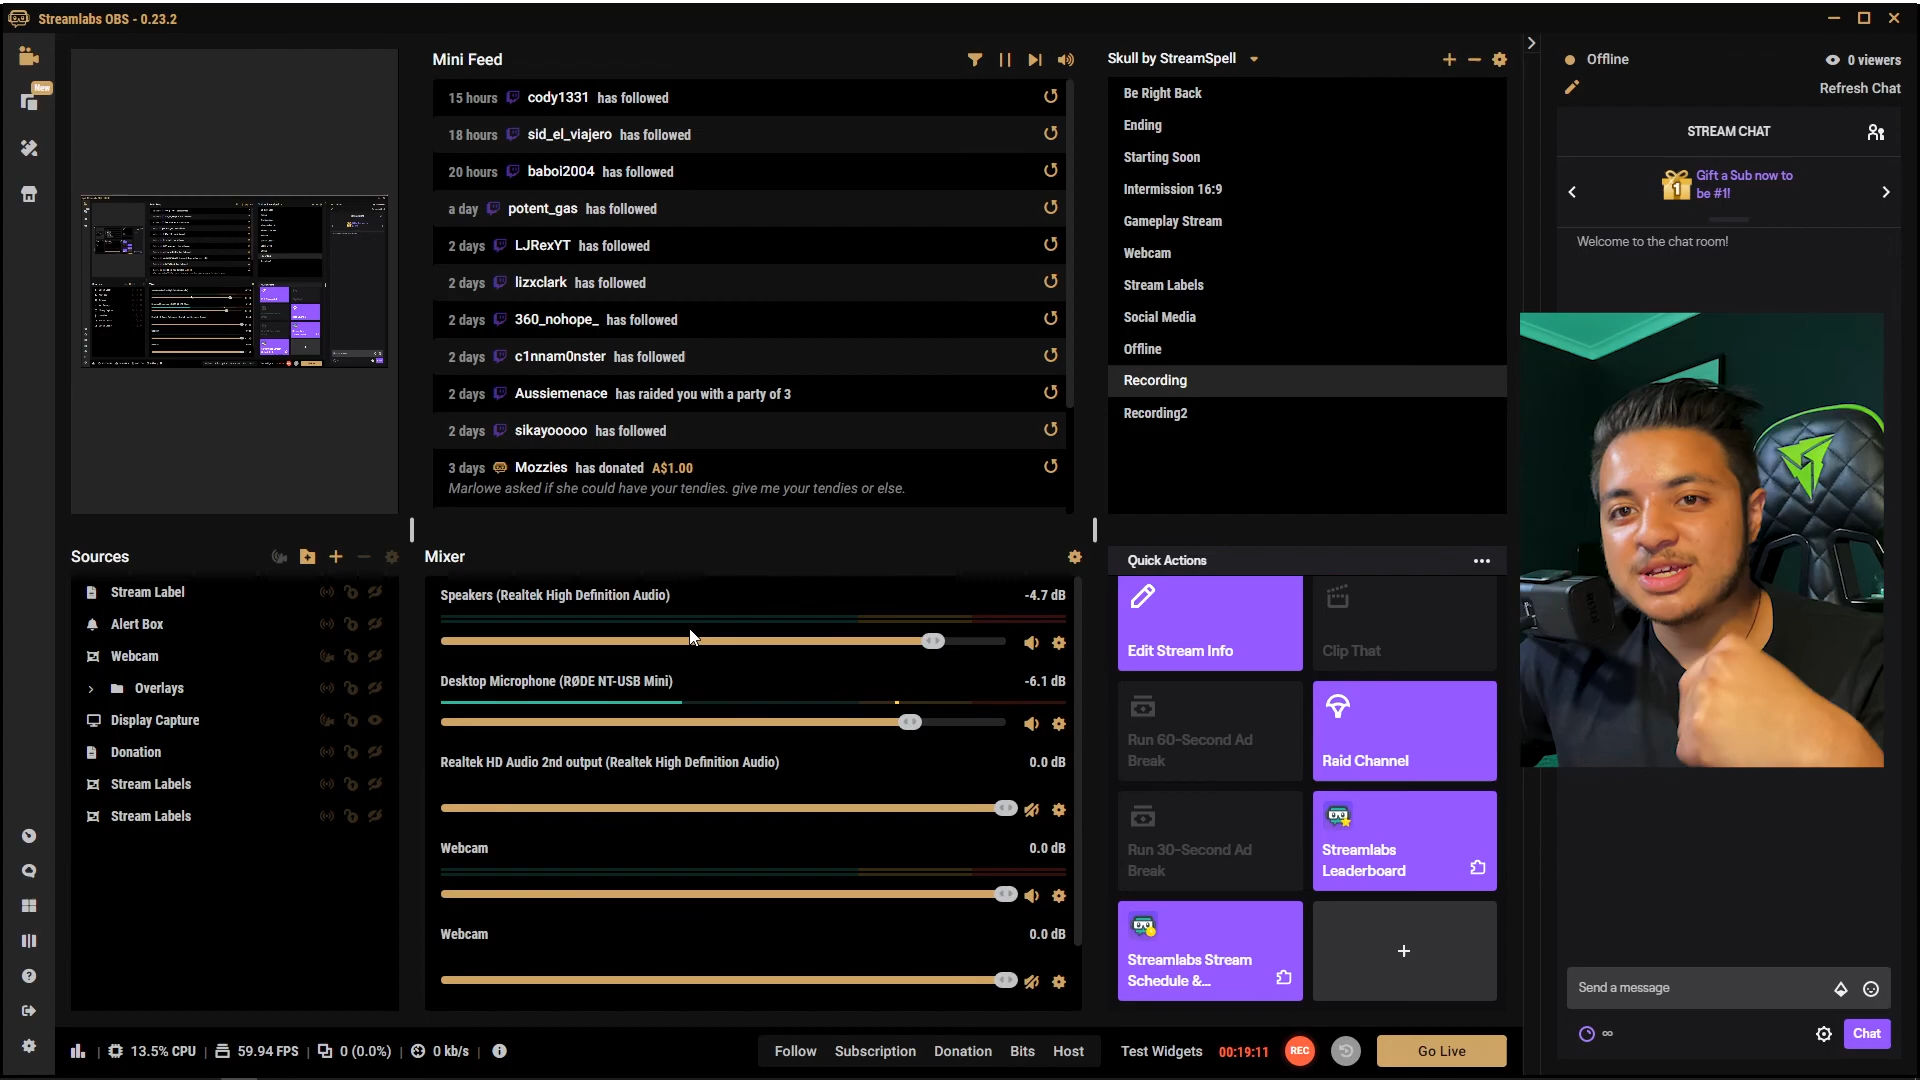 Streamlabs OBS - 0.23.2
New
Mini Feed
15 hours cody1331 has followed
18 hours sid_el_viajero has followed
20 hours baboi2004 has followed
a day potent_gas has followed
2 days LJRexYT has followed
2 days lizxclark has followed
2 days 360_nohope_ has followed
2 days c1nnam0nster has followed
2 days Aussiemenace has raided you with a party of 3
2 days sikayooooo has followed
3 days Mozzies has donated A$1.00
Marlowe asked if she could have your tendies. give me your tendies or else.
Skull by StreamSpell
Be Right Back
Ending
Starting Soon
Intermission 16:9
Gameplay Stream
Webcam
Stream Labels
Social Media
Offline
Recording
Recording2
Offline
0 viewers
Refresh Chat
STREAM CHAT
1
Gift a Sub now to
be #1!
Welcome to the chat room!
Sources
Stream Label
Alert Box
Webcam
Overlays
Display Capture
Donation
Stream Labels
Stream Labels
Mixer
Speakers (Realtek High Definition Audio) -4.7 dB
Desktop Microphone (RØDE NT-USB Mini) -6.1 dB
Realtek HD Audio 2nd output (Realtek High Definition Audio) 0.0 dB
Webcam 0.0 dB
Webcam 0.0 dB
Quick Actions
Edit Stream Info
Clip That
Run 60-Second Ad
Break
Raid Channel
Run 30-Second Ad
Break
Streamlabs
Leaderboard
Streamlabs Stream
Schedule &...
RØDE
Send a message
Chat
13.5% CPU
59.94 FPS
0 (0.0%)
0 kb/s
Follow Subscription Donation Bits Host
Test Widgets
00:19:11
REC
Go Live